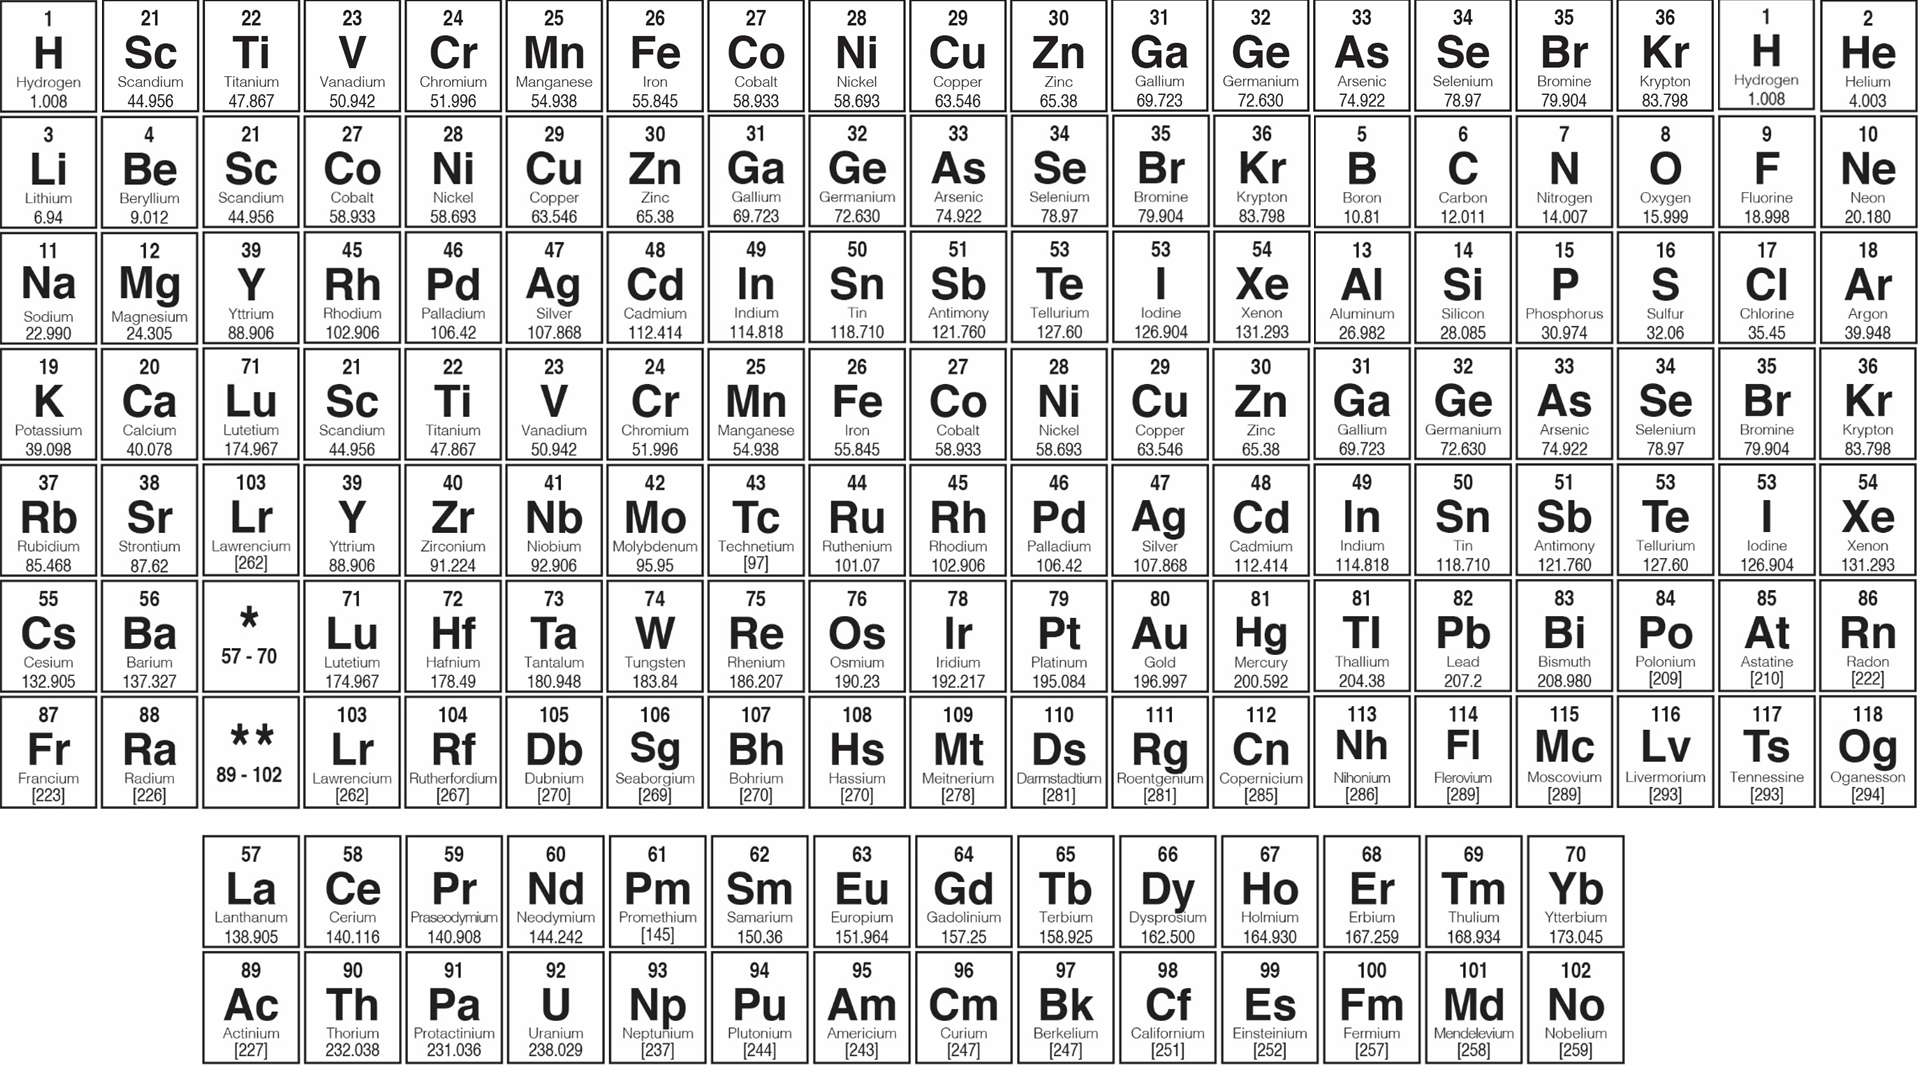 1 21 22 23 24 25 26 27 28 29 30 31 32 33 34 35 36 1 2
H Sc Ti V Cr Mn Fe Co Ni Cu Zn Ga Ge As Se Br Kr H He
Hydrogen Scandium Titanium Vanadium Chromium Manganese Iron Cobalt Nickel Copper Zinc Gallium Germanium Arsenic Selenium Bromine Krypton Hydrogen Helium
1.008 44.956 47.867 50.942 51.996 54.938 55.845 58.933 58.693 63.546 65.38 69.723 72.630 74.922 78.97 79.904 83.798 1.008 4.003
3 4 21 27 28 29 30 31 32 33 34 35 36 5 6 7 8 9 10
Li Be Sc Co Ni Cu Zn Ga Ge As Se Br Kr B C N O F Ne
Lithium Beryllium Scandium Cobalt Nickel Copper Zinc Gallium Germanium Arsenic Selenium Bromine Krypton Boron Carbon Nitrogen Oxygen Fluorine Neon
6.94 9.012 44.956 58.933 58.693 63.546 65.38 69.723 72.630 74.922 78.97 79.904 83.798 10.81 12.011 14.007 15.999 18.998 20.180
11 12 39 45 46 47 48 49 50 51 53 53 54 13 14 15 16 17 18
Na Mg Y Rh Pd Ag Cd In Sn Sb Te I Xe Al Si P S Cl Ar
Sodium Magnesium Yttrium Rhodium Palladium Silver Cadmium Indium Tin Antimony Tellurium Iodine Xenon Aluminum Silicon Phosphorus Sulfur Chlorine Argon
22.990 24.305 88.906 102.906 106.42 107.868 112.414 114.818 118.710 121.760 127.60 126.904 131.293 26.982 28.085 30.974 32.06 35.45 39.948
19 20 71 21 22 23 24 25 26 27 28 29 30 31 32 33 34 35 36
K Ca Lu Sc Ti V Cr Mn Fe Co Ni Cu Zn Ga Ge As Se Br Kr
Potassium Calcium Lutetium Scandium Titanium Vanadium Chromium Manganese Iron Cobalt Nickel Copper Zinc Gallium Germanium Arsenic Selenium Bromine Krypton
39.098 40.078 174.967 44.956 47.867 50.942 51.996 54.938 55.845 58.933 58.693 63.546 65.38 69.723 72.630 74.922 78.97 79.904 83.798
37 38 103 39 40 41 42 43 44 45 46 47 48 49 50 51 53 53 54
Rb Sr Lr Y Zr Nb Mo Tc Ru Rh Pd Ag Cd In Sn Sb Te I Xe
Rubidium Strontium Lawrencium Yttrium Zirconium Niobium Molybdenum Technetium Ruthenium Rhodium Palladium Silver Cadmium Indium Tin Antimony Tellurium Iodine Xenon
85.468 87.62 [262] 88.906 91.224 92.906 95.95 [97] 101.07 102.906 106.42 107.868 112.414 114.818 118.710 121.760 127.60 126.904 131.293
55 56 * 71 72 73 74 75 76 78 79 80 81 81 82 83 84 85 86
Cs Ba 57 - 70 Lu Hf Ta W Re Os Ir Pt Au Hg Tl Pb Bi Po At Rn
Cesium Barium Lutetium Hafnium Tantalum Tungsten Rhenium Osmium Iridium Platinum Gold Mercury Thallium Lead Bismuth Polonium Astatine Radon
132.905 137.327 174.967 178.49 180.948 183.84 186.207 190.23 192.217 195.084 196.997 200.592 204.38 207.2 208.980 [209] [210] [222]
87 88 ** 103 104 105 106 107 108 109 110 111 112 113 114 115 116 117 118
Fr Ra 89 - 102 Lr Rf Db Sg Bh Hs Mt Ds Rg Cn Nh Fl Mc Lv Ts Og
Francium Radium Lawrencium Rutherfordium Dubnium Seaborgium Bohrium Hassium Meitnerium Darmstadtium Roentgenium Copernicium Nihonium Flerovium Moscovium Livermorium Tennessine Oganesson
[223] [226] [262] [267] [270] [269] [270] [270] [278] [281] [281] [285] [286] [289] [289] [293] [293] [294]
57 58 59 60 61 62 63 64 65 66 67 68 69 70
La Ce Pr Nd Pm Sm Eu Gd Tb Dy Ho Er Tm Yb
Lanthanum Cerium Praseodymium Neodymium Promethium Samarium Europium Gadolinium Terbium Dysprosium Holmium Erbium Thulium Ytterbium
138.905 140.116 140.908 144.242 [145] 150.36 151.964 157.25 158.925 162.500 164.930 167.259 168.934 173.045
89 90 91 92 93 94 95 96 97 98 99 100 101 102
Ac Th Pa U Np Pu Am Cm Bk Cf Es Fm Md No
Actinium Thorium Protactinium Uranium Neptunium Plutonium Americium Curium Berkelium Californium Einsteinium Fermium Mendelevium Nobelium
[227] 232.038 231.036 238.029 [237] [244] [243] [247] [247] [251] [252] [257] [258] [259]